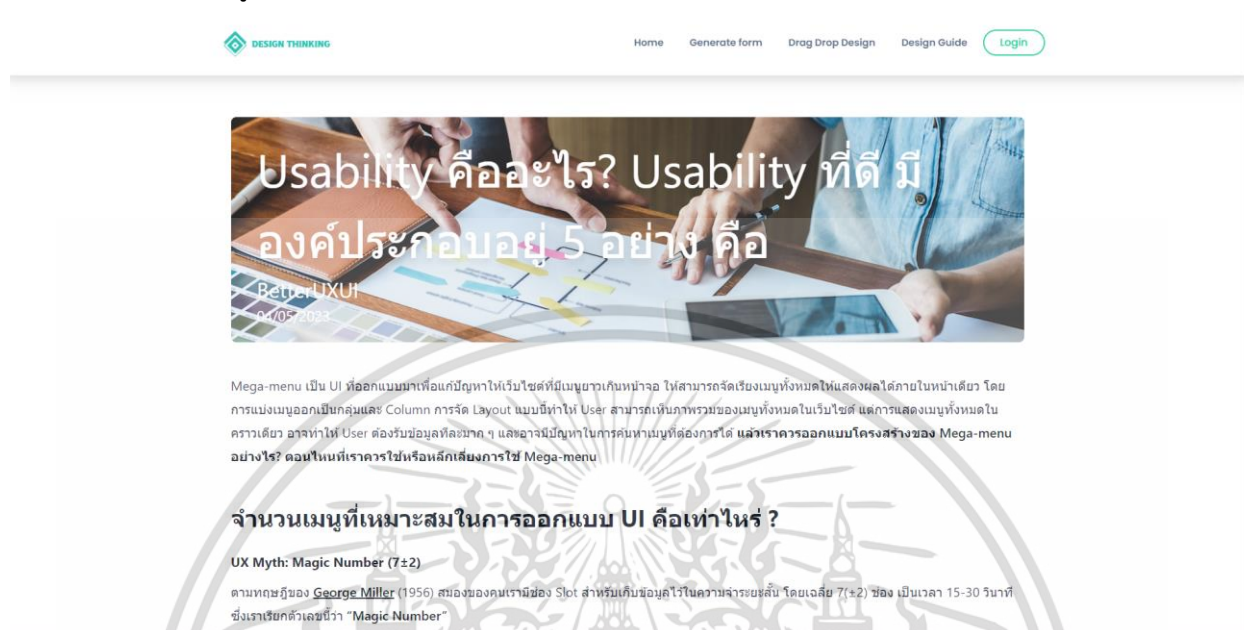 DESIGN THINKING
Home Generate form Drag Drop Design Design Guide Login
Usability คืออะไร? Usability ที่ดี มี
องค์ประกอบอยู่ 5 อย่าง คือ
BetterUXUI
04/05/2023
Mega-menu เป็น UI ที่ออกแบบมาเพื่อแก้ปัญหาให้เว็บไซต์ที่มีเมนูยาวเกินหน้าจอ ให้สามารถจัดเรียงเมนูทั้งหมดให้แสดงผลได้ภายในหน้าเดียว โดย
การแบ่งเมนูออกเป็นกลุ่มและ Column การจัด Layout แบบนี้ทำให้ User สามารถเห็นภาพรวมของเมนูทั้งหมดในเว็บไซต์ แต่การแสดงเมนูทั้งหมดใน
คราวเดียว อาจทำให้ User ต้องรับข้อมูลทีละมาก ๆ และอาจมีปัญหาในการค้นหาเมนูที่ต้องการได้ แล้วเราควรออกแบบโครงสร้างของ Mega-menu
อย่างไร? ตอนไหนที่เราควรใช้หรือหลีกเลี่ยงการใช้ Mega-menu
จำนวนเมนูที่เหมาะสมในการออกแบบ UI คือเท่าไหร่ ?
UX Myth: Magic Number (7±2)
ตามทฤษฎีของ George Miller (1956) สมองของคนเรามีช่อง Slot สำหรับเก็บข้อมูลไว้ในความจำระยะสั้น โดยเฉลี่ย 7(±2) ช่อง เป็นเวลา 15-30 วินาที
ซึ่งเราเรียกตัวเลขนี้ว่า "Magic Number"